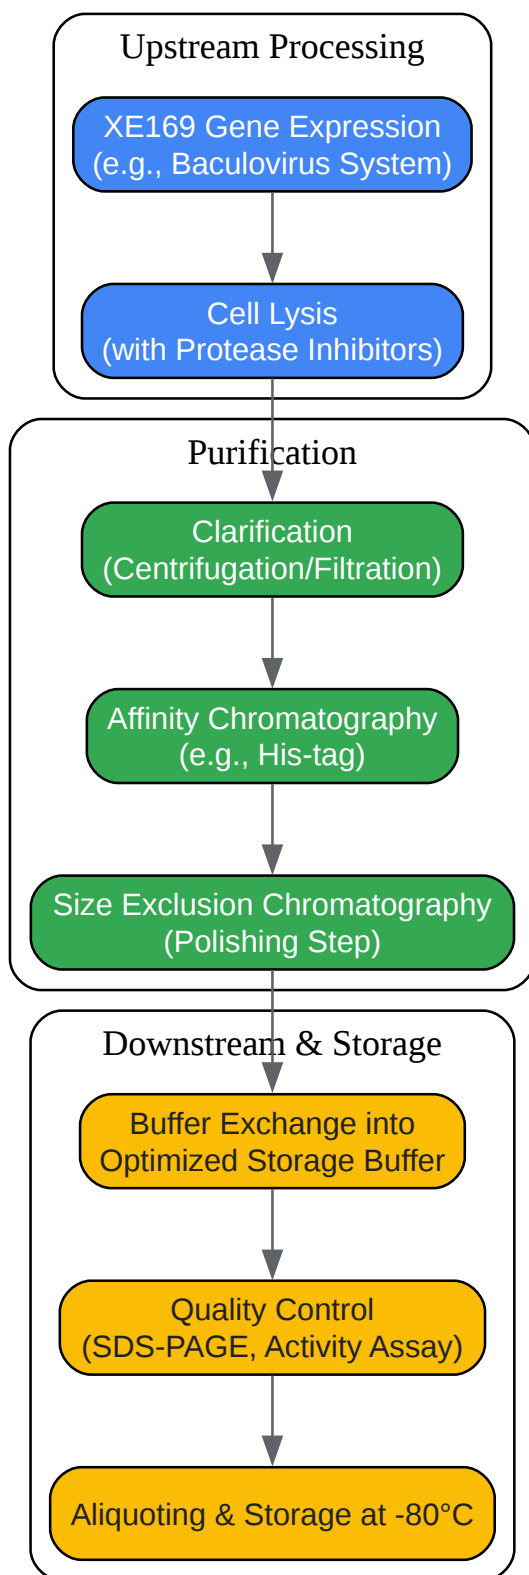 Upstream Processing
XE169 Gene Expression
(e.g., Baculovirus System)
Cell Lysis
(with Protease Inhibitors)
Purification
Clarification
(Centrifugation/Filtration)
Affinity Chromatography
(e.g., His-tag)
Size Exclusion Chromatography
(Polishing Step)
Downstream & Storage
Buffer Exchange into
Optimized Storage Buffer
Quality Control
(SDS-PAGE, Activity Assay)
Aliquoting & Storage at -80°C